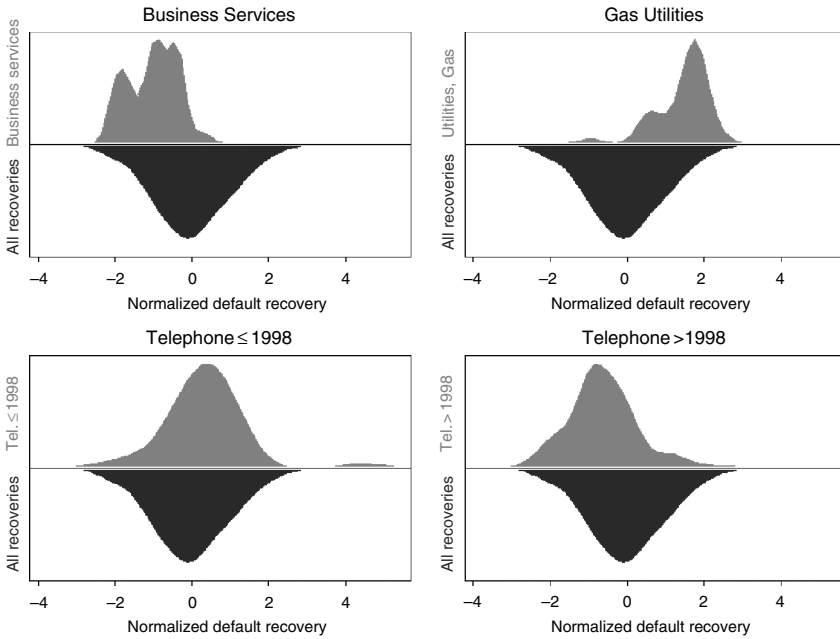 Business Services
Business services
All recoveries
–4 –2 0 2 4
Normalized default recovery
Gas Utilities
Utilities, Gas
All recoveries
–4 –2 0 2 4
Normalized default recovery
Telephone ≤ 1998
Tel. ≤ 1998
All recoveries
–4 –2 0 2 4
Normalized default recovery
Telephone >1998
Tel. > 1998
All recoveries
–4 –2 0 2 4
Normalized default recovery